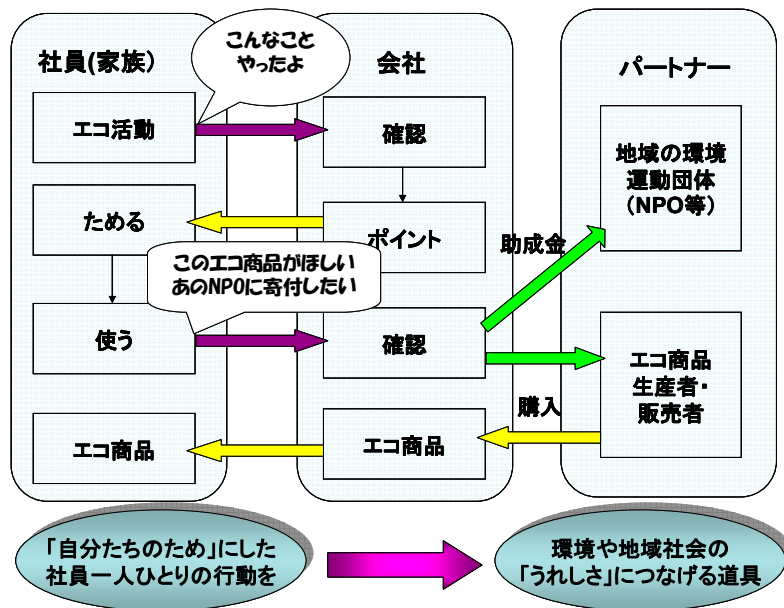 社員(家族)
こんなこと
やったよ
会社
パートナー
エコ活動
確認
地域の環境
運動団体
(NPO等)
ためる
ポイント
助成金
このエコ商品がほしい
あのNPOに寄付したい
使う
確認
エコ商品
生産者・
販売者
購入
エコ商品
エコ商品
「自分たちのため」にした
社員一人ひとりの行動を
環境や地域社会の
「うれしさ」につなげる道具